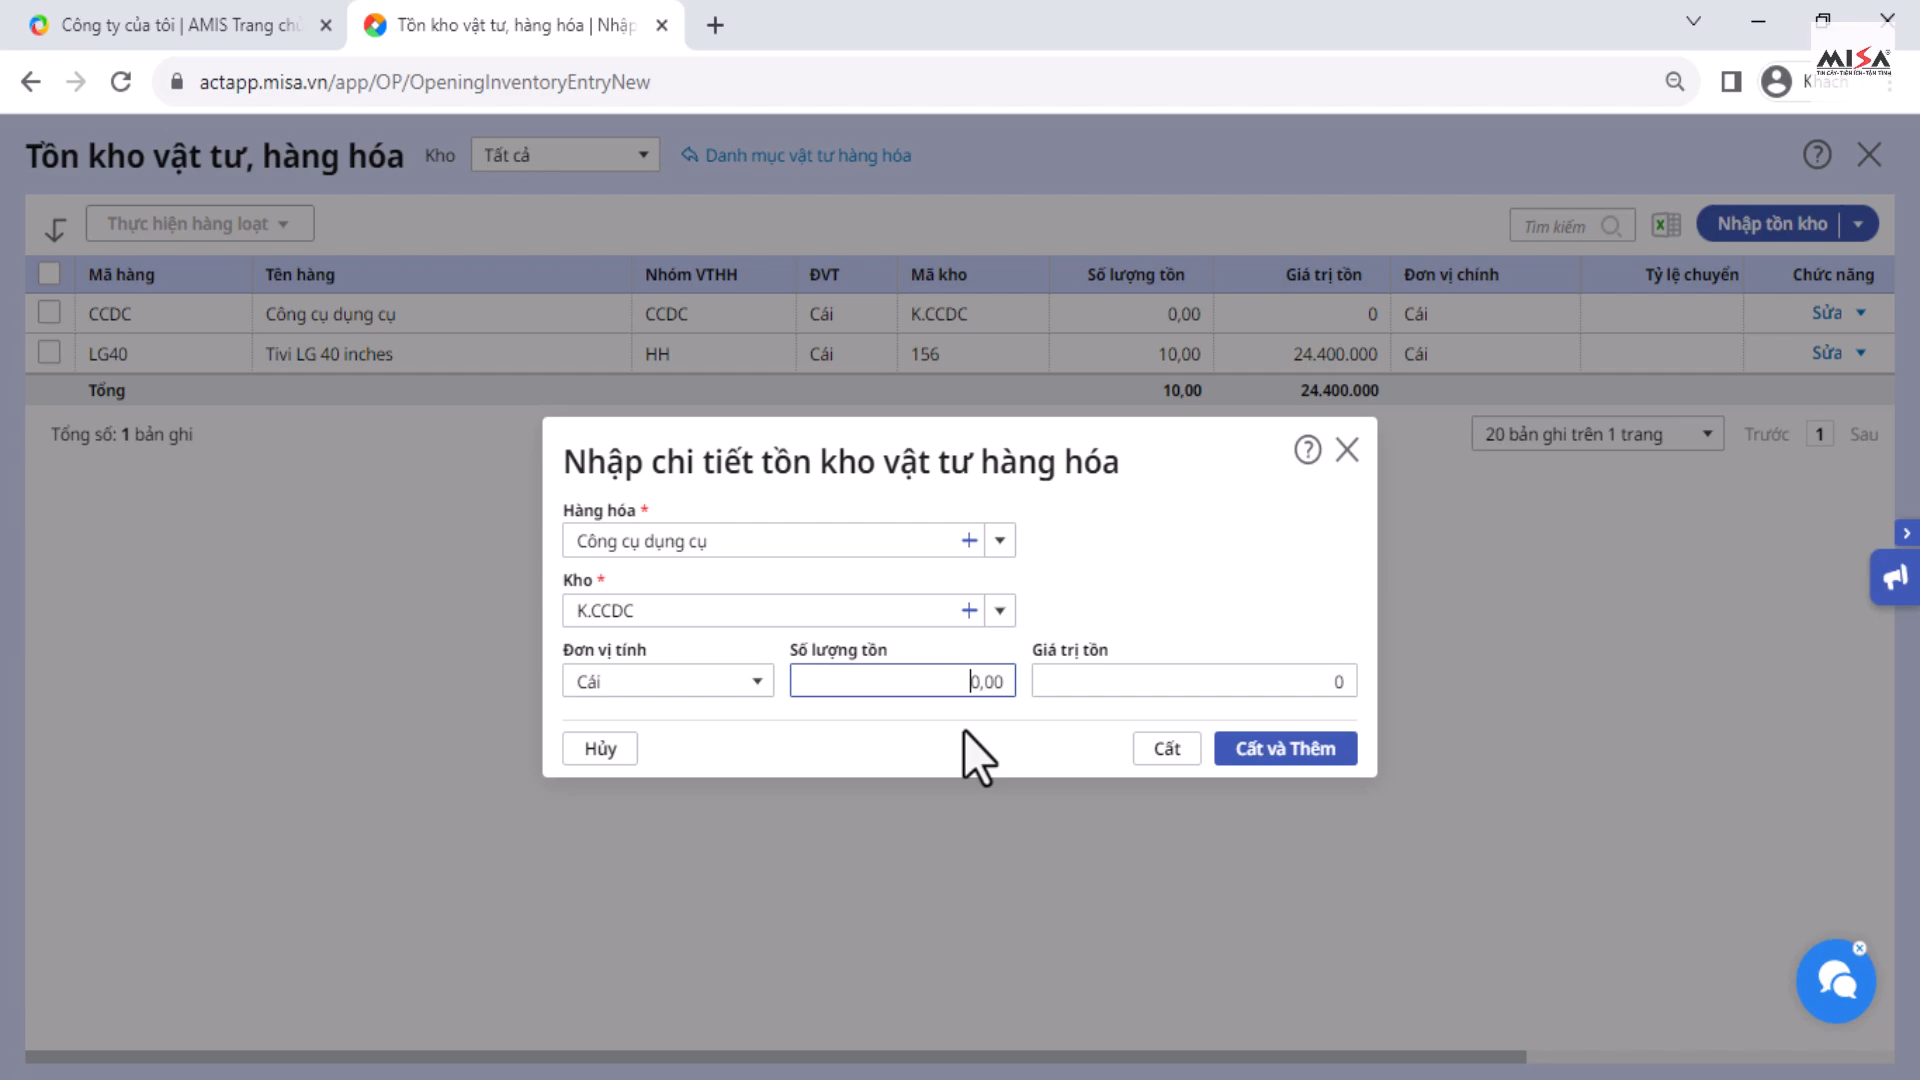 Công ty của tôi | AMIS Trang chủ
Tồn kho vật tư, hàng hóa | Nhập
actapp.misa.vn/app/OP/OpeningInventoryEntryNew
MISA
TIN CẬY-TIỆN ÍCH-TẬN TÌNH
Khách
Tồn kho vật tư, hàng hóa
Kho
Tất cả
Danh mục vật tư hàng hóa
Thực hiện hàng loạt
Tìm kiếm
Nhập tồn kho
Mã hàng Tên hàng Nhóm VTHH ĐVT Mã kho Số lượng tồn Giá trị tồn Đơn vị chính Tỷ lệ chuyển Chức năng
CCDC Công cụ dụng cụ CCDC Cái K.CCDC 0,00 0 Cái Sửa
LG40 Tivi LG 40 inches HH Cái 156 10,00 24.400.000 Cái Sửa
Tổng 10,00 24.400.000
Tổng số: 1 bản ghi
20 bản ghi trên 1 trang
Trước 1 Sau
Nhập chi tiết tồn kho vật tư hàng hóa
Hàng hóa *
Công cụ dụng cụ
Kho *
K.CCDC
Đơn vị tính Số lượng tồn Giá trị tồn
Cái 0,00 0
Hủy Cất Cất và Thêm